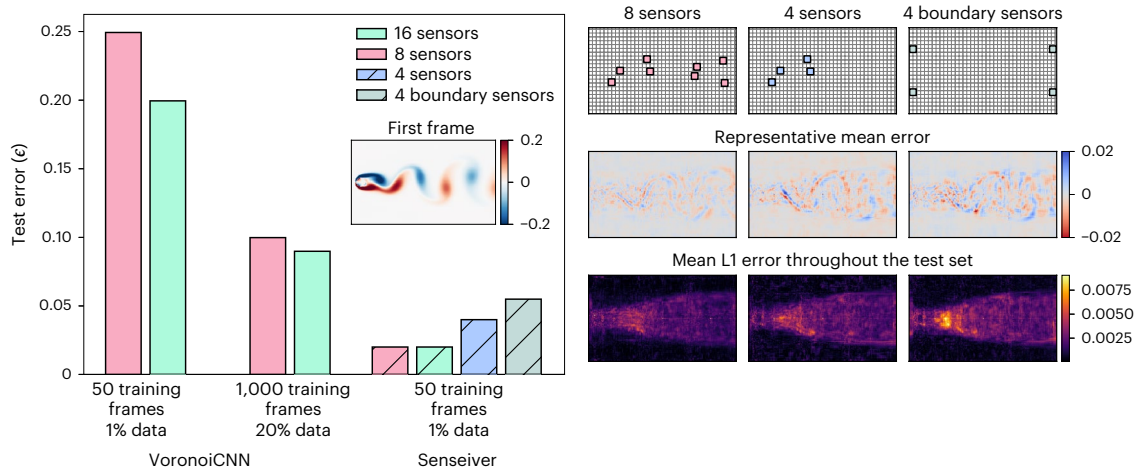 0.25
0.20
0.15
0.10
0.05
0
Test error (ϵ)
16 sensors
8 sensors
4 sensors
4 boundary sensors
First frame
0.2
0
−0.2
50 training
frames
1% data
1,000 training
frames
20% data
50 training
frames
1% data
VoronoiCNN
Senseiver
8 sensors
4 sensors
4 boundary sensors
Representative mean error
0.02
0
−0.02
Mean L1 error throughout the test set
0.0075
0.0050
0.0025